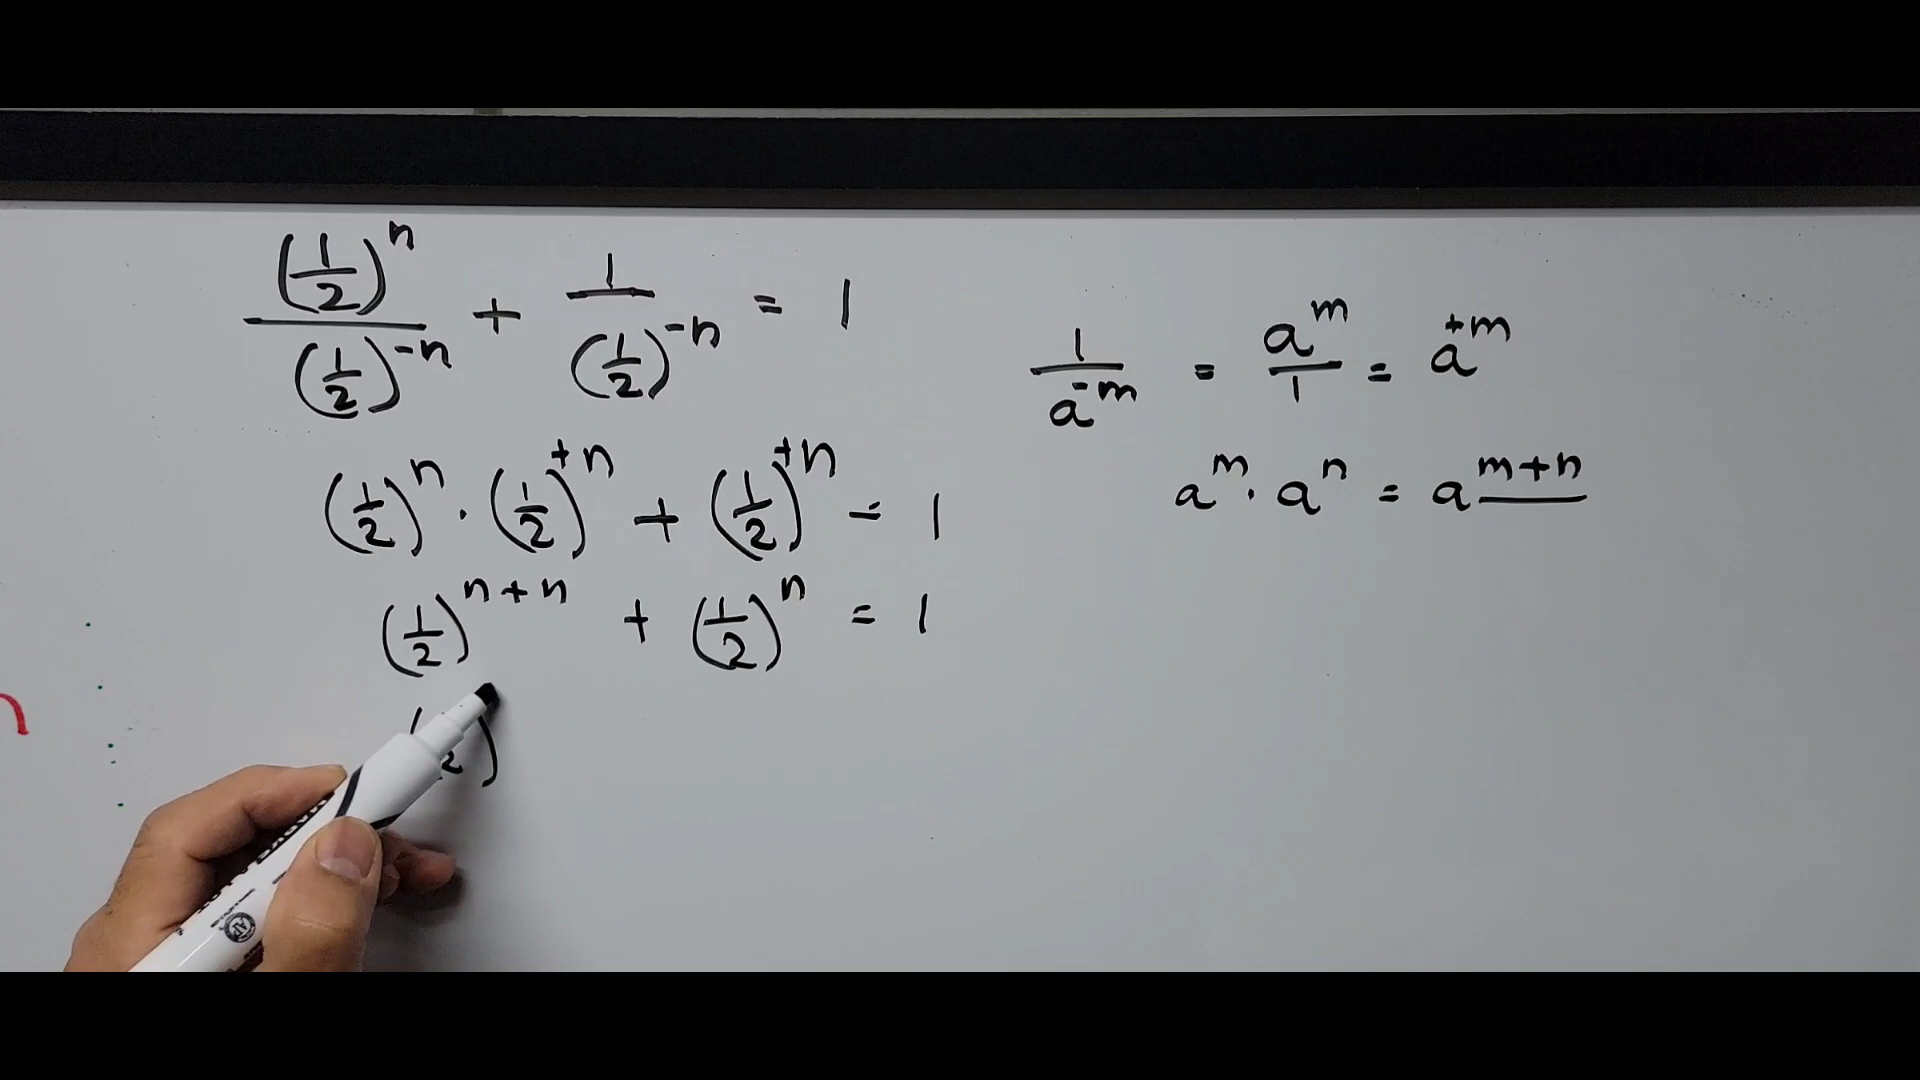 (1/2)^n / (1/2)^-n + 1 / (1/2)^-n = 1
(1/2)^n · (1/2)^+n + (1/2)^+n = 1
(1/2)^n+n + (1/2)^n = 1
2)
1 / a^-m = a^m / 1 = a^+m
a^m · a^n = a^m+n